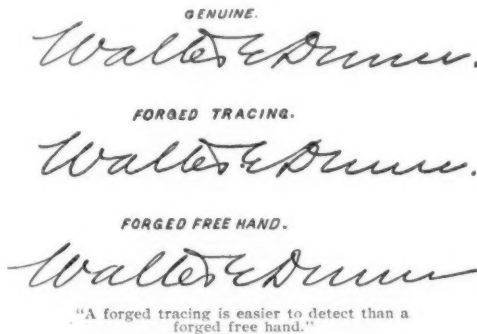 GENUINE.
Walter E Dunn.
FORGED TRACING.
Walter E Dunn.
FORGED FREE HAND.
Walter E Dunn
"A forged tracing is easier to detect than a
forged free hand."